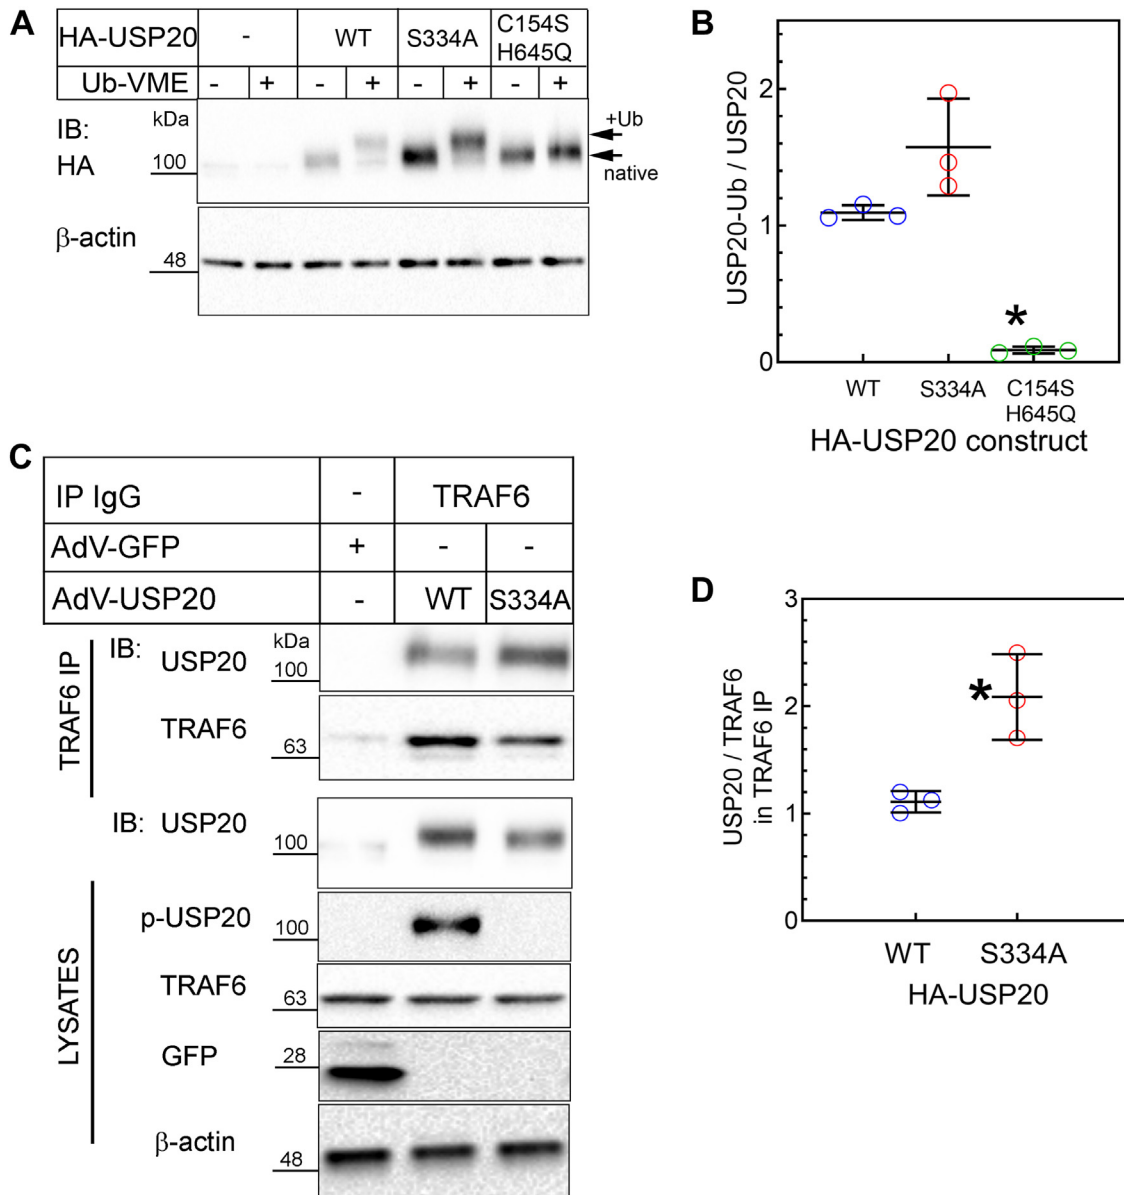 A
HA-USP20 - WT S334A C154S H645Q
Ub-VME - + - + - + - +
IB: HA
kDa
100
+Ub
native
β-actin
48
B
USP20-Ub / USP20
2
1
0
*
WT S334A C154S H645Q
HA-USP20 construct
C
IP IgG - TRAF6
AdV-GFP + - -
AdV-USP20 - WT S334A
TRAF6 IP
IB: USP20
kDa
100
TRAF6
63
IB: USP20
100
LYSATES
p-USP20
100
TRAF6
63
GFP
28
β-actin
48
D
USP20 / TRAF6
in TRAF6 IP
3
2
1
0
*
WT S334A
HA-USP20